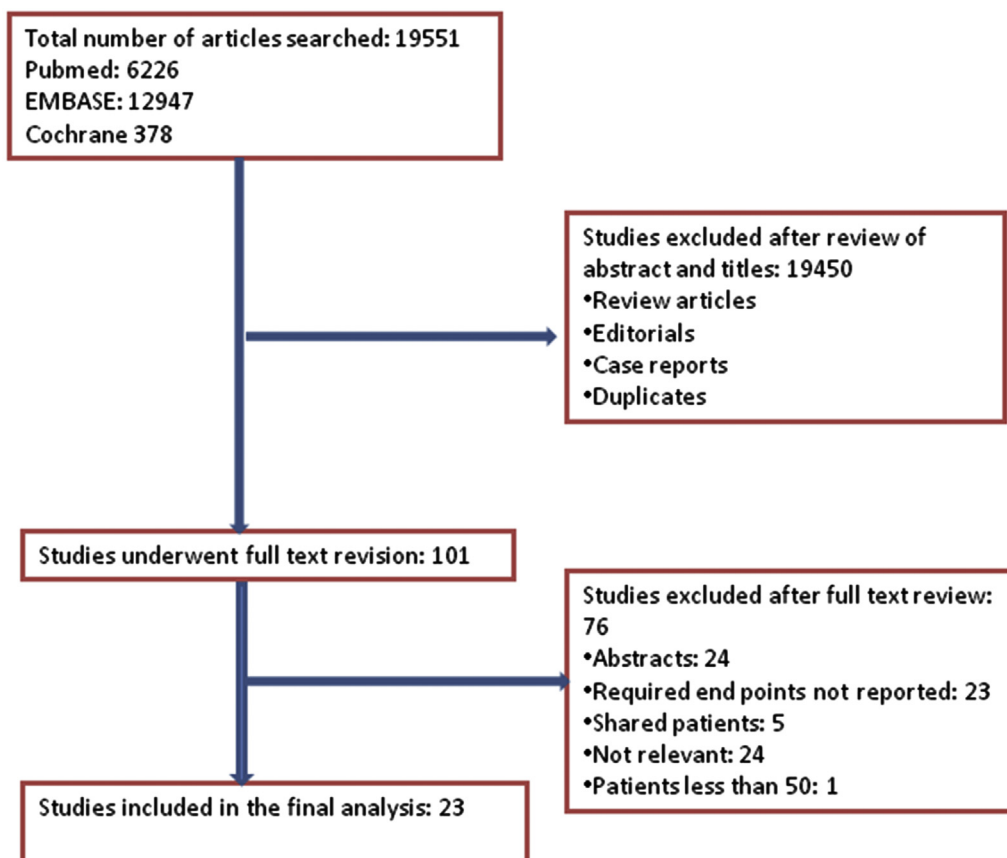 Total number of articles searched: 19551
Pubmed: 6226
EMBASE: 12947
Cochrane 378
Studies excluded after review of
abstract and titles: 19450
•Review articles
•Editorials
•Case reports
•Duplicates
Studies underwent full text revision: 101
Studies excluded after full text review:
76
•Abstracts: 24
•Required end points not reported: 23
•Shared patients: 5
•Not relevant: 24
•Patients less than 50: 1
Studies included in the final analysis: 23